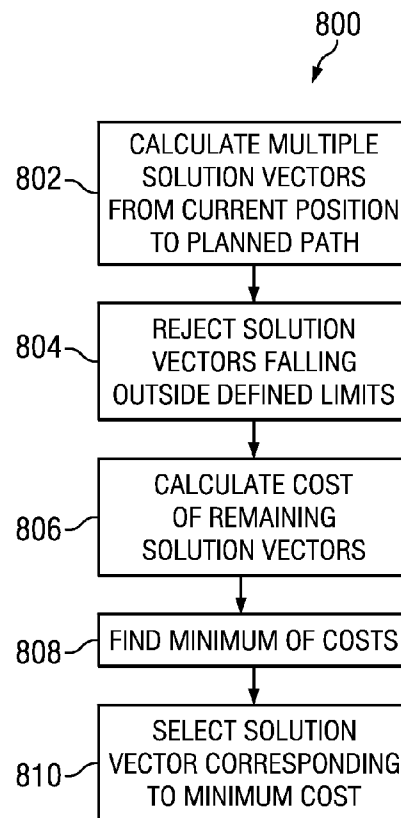 800
802
CALCULATE MULTIPLE
SOLUTION VECTORS
FROM CURRENT POSITION
TO PLANNED PATH
804
REJECT SOLUTION
VECTORS FALLING
OUTSIDE DEFINED LIMITS
806
CALCULATE COST
OF REMAINING
SOLUTION VECTORS
808
FIND MINIMUM OF COSTS
810
SELECT SOLUTION
VECTOR CORRESPONDING
TO MINIMUM COST